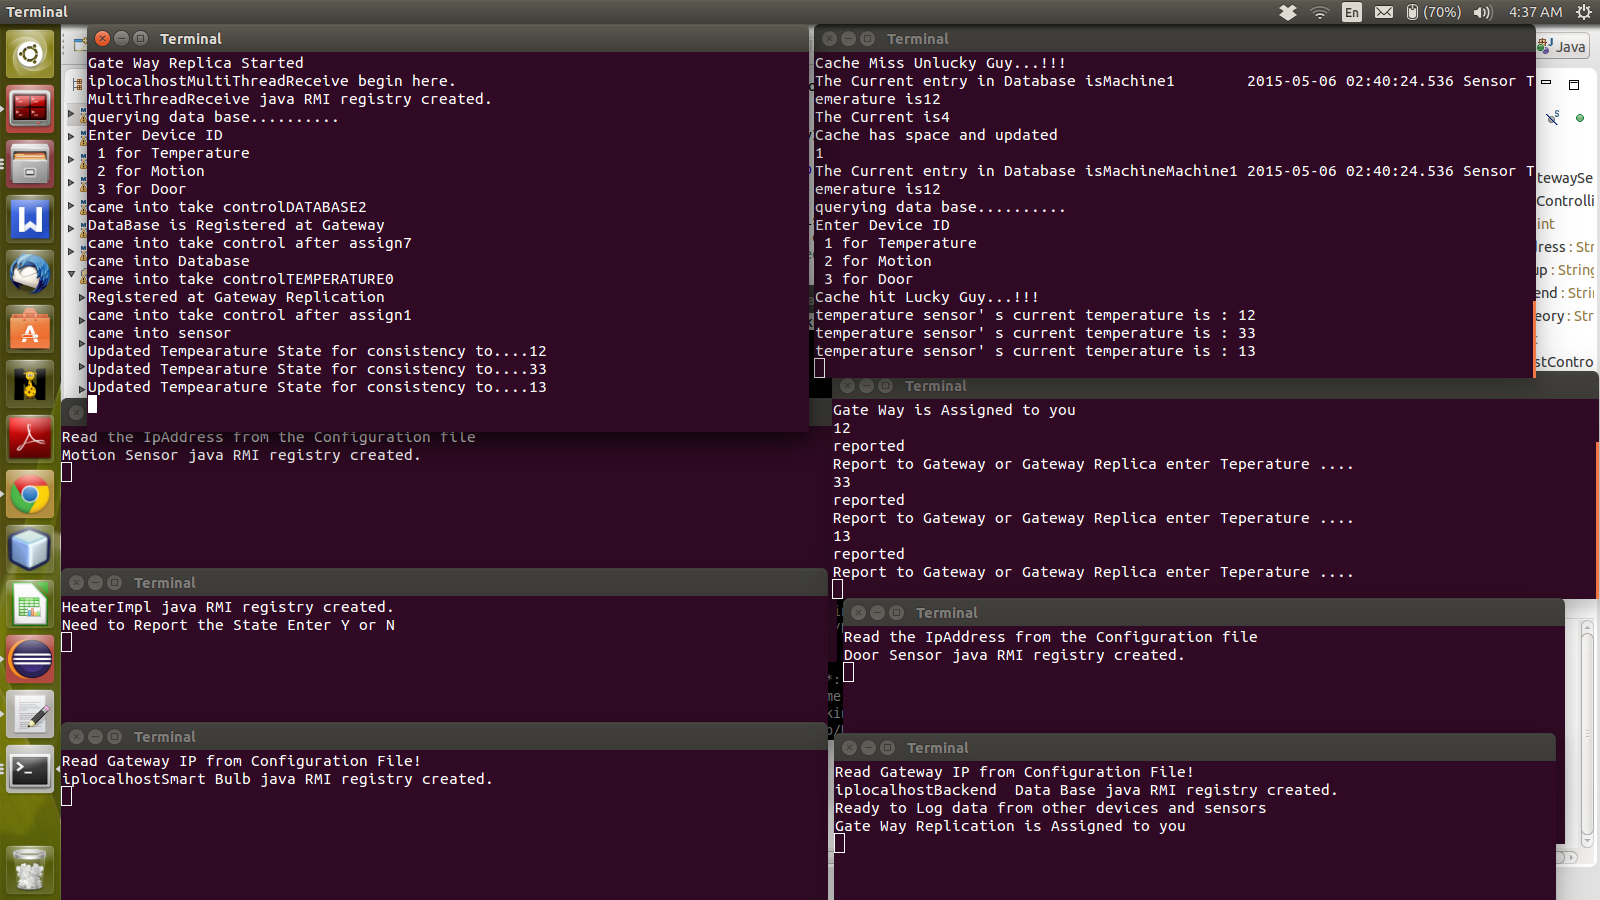 Terminal
En
(70%)
4:37 AM
Terminal
Gate Way Replica Started
iplocalhostMultiThreadReceive begin here.
MultiThreadReceive java RMI registry created.
querying data base..........
Enter Device ID
1 for Temperature
2 for Motion
3 for Door
came into take controlDATABASE2
DataBase is Registered at Gateway
came into take control after assign7
came into Database
came into take controlTEMPERATURE0
Registered at Gateway Replication
came into take control after assign1
came into sensor
Updated Tempearature State for consistency to....12
Updated Tempearature State for consistency to....33
Updated Tempearature State for consistency to....13
Terminal
Cache Miss Unlucky Guy...!!!
The Current entry in Database isMachine1 2015-05-06 02:40:24.536 Sensor T
emerature is12
The Current is4
Cache has space and updated
1
The Current entry in Database isMachineMachine1 2015-05-06 02:40:24.536 Sensor T
emerature is12
querying data base..........
Enter Device ID
1 for Temperature
2 for Motion
3 for Door
Cache hit Lucky Guy...!!!
temperature sensor' s current temperature is : 12
temperature sensor' s current temperature is : 33
temperature sensor' s current temperature is : 13
Java
atewaySe
Controlli
int
dress : Str
up : String
end : Strin
eory : Stri
stContro
Read the IpAddress from the Configuration file
Motion Sensor java RMI registry created.
Terminal
Gate Way is Assigned to you
12
reported
Report to Gateway or Gateway Replica enter Teperature ....
33
reported
Report to Gateway or Gateway Replica enter Teperature ....
13
reported
Report to Gateway or Gateway Replica enter Teperature ....
Terminal
HeaterImpl java RMI registry created.
Need to Report the State Enter Y or N
Terminal
Read the IpAddress from the Configuration file
Door Sensor java RMI registry created.
Terminal
Read Gateway IP from Configuration File!
iplocalhostSmart Bulb java RMI registry created.
Terminal
Read Gateway IP from Configuration File!
iplocalhostBackend  Data Base java RMI registry created.
Ready to Log data from other devices and sensors
Gate Way Replication is Assigned to you